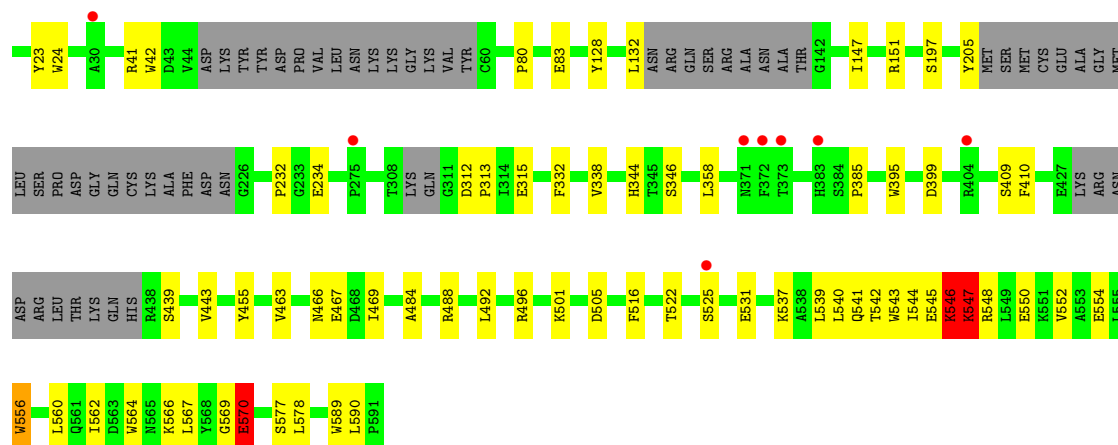 Y23 W24 A30 R41 W42 D43 V44 ASP LYS TYR TYR ASP PRO VAL LEU ASN LYS LYS GLY LYS VAL TYR C60 P80 E83 Y128 L132 ASN ARG GLN SER ARG ALA ASN ALA THR G142 I147 R151 S197 Y205 MET SER MET CYS GLU ALA GLY MET
LEU SER PRO ASP GLY GLN CYS LYS ALA PHE ASP ASN G226 P232 G233 E234 P275 T308 LYS GLN G311 D312 P313 I314 E315 F332 V338 H344 T345 S346 L358 N371 F372 T373 H383 S384 P385 W395 D399 R404 S409 F410 E427 LYS ARG ASN
ASP ARG LEU THR LYS GLN HIS R438 S439 V443 Y455 V463 N466 E467 D468 I469 A484 R488 L492 R496 K501 D505 F516 T522 S525 E531 K537 A538 L539 L540 Q541 T542 W543 I544 E545 K546 K547 R548 L549 E550 K551 V552 A553 E554 L555
W556 L560 Q561 I562 D563 W564 N565 K566 L567 Y568 G569 E570 S577 L578 W589 L590 P591